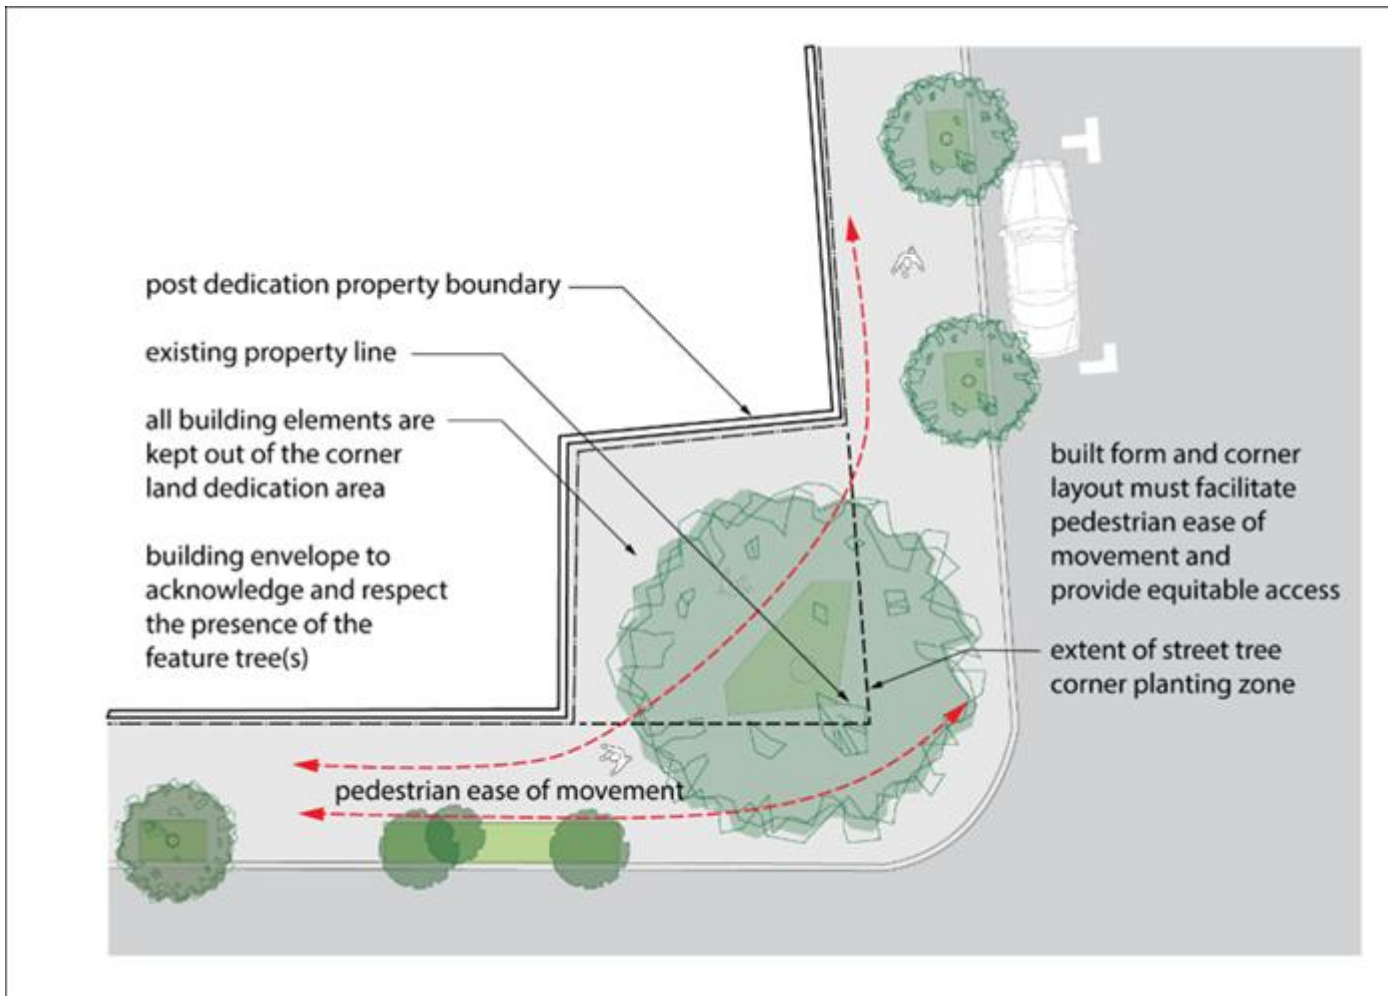 post dedication property boundary
existing property line
all building elements are
kept out of the corner
land dedication area
building envelope to
acknowledge and respect
the presence of the
feature tree(s)
built form and corner
layout must facilitate
pedestrian ease of
movement and
provide equitable access
extent of street tree
corner planting zone
pedestrian ease of movement